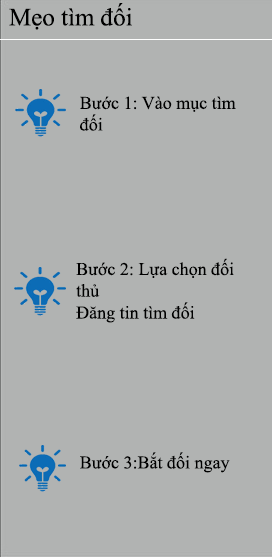 Mẹo tìm đối
Bước 1: Vào mục tìm
đối
Bước 2: Lựa chọn đối
thủ
Đăng tin tìm đối
Bước 3:Bắt đối ngay